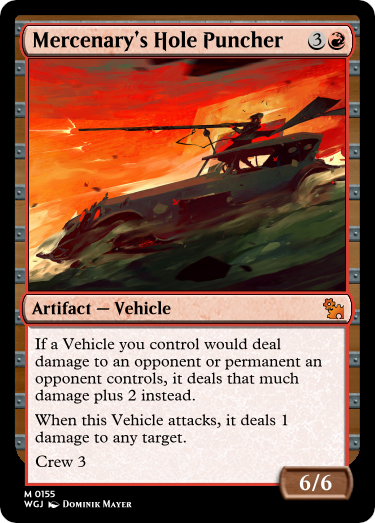 Mercenary's Hole Puncher 3
Artifact — Vehicle
If a Vehicle you control would deal
damage to an opponent or permanent an
opponent controls, it deals that much
damage plus 2 instead.
When this Vehicle attacks, it deals 1
damage to any target.
Crew 3
6/6
M 0155
WGJ Dominik Mayer